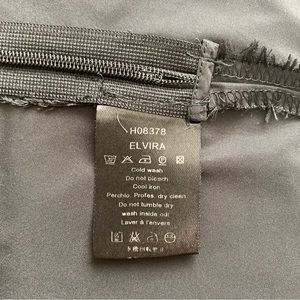 H08378
ELVIRA
Cold wash
Do not bleach
Cool iron
Perchlo. Profes. dry clean
Do not tumble dry
wash inside out
Laver à l'envers